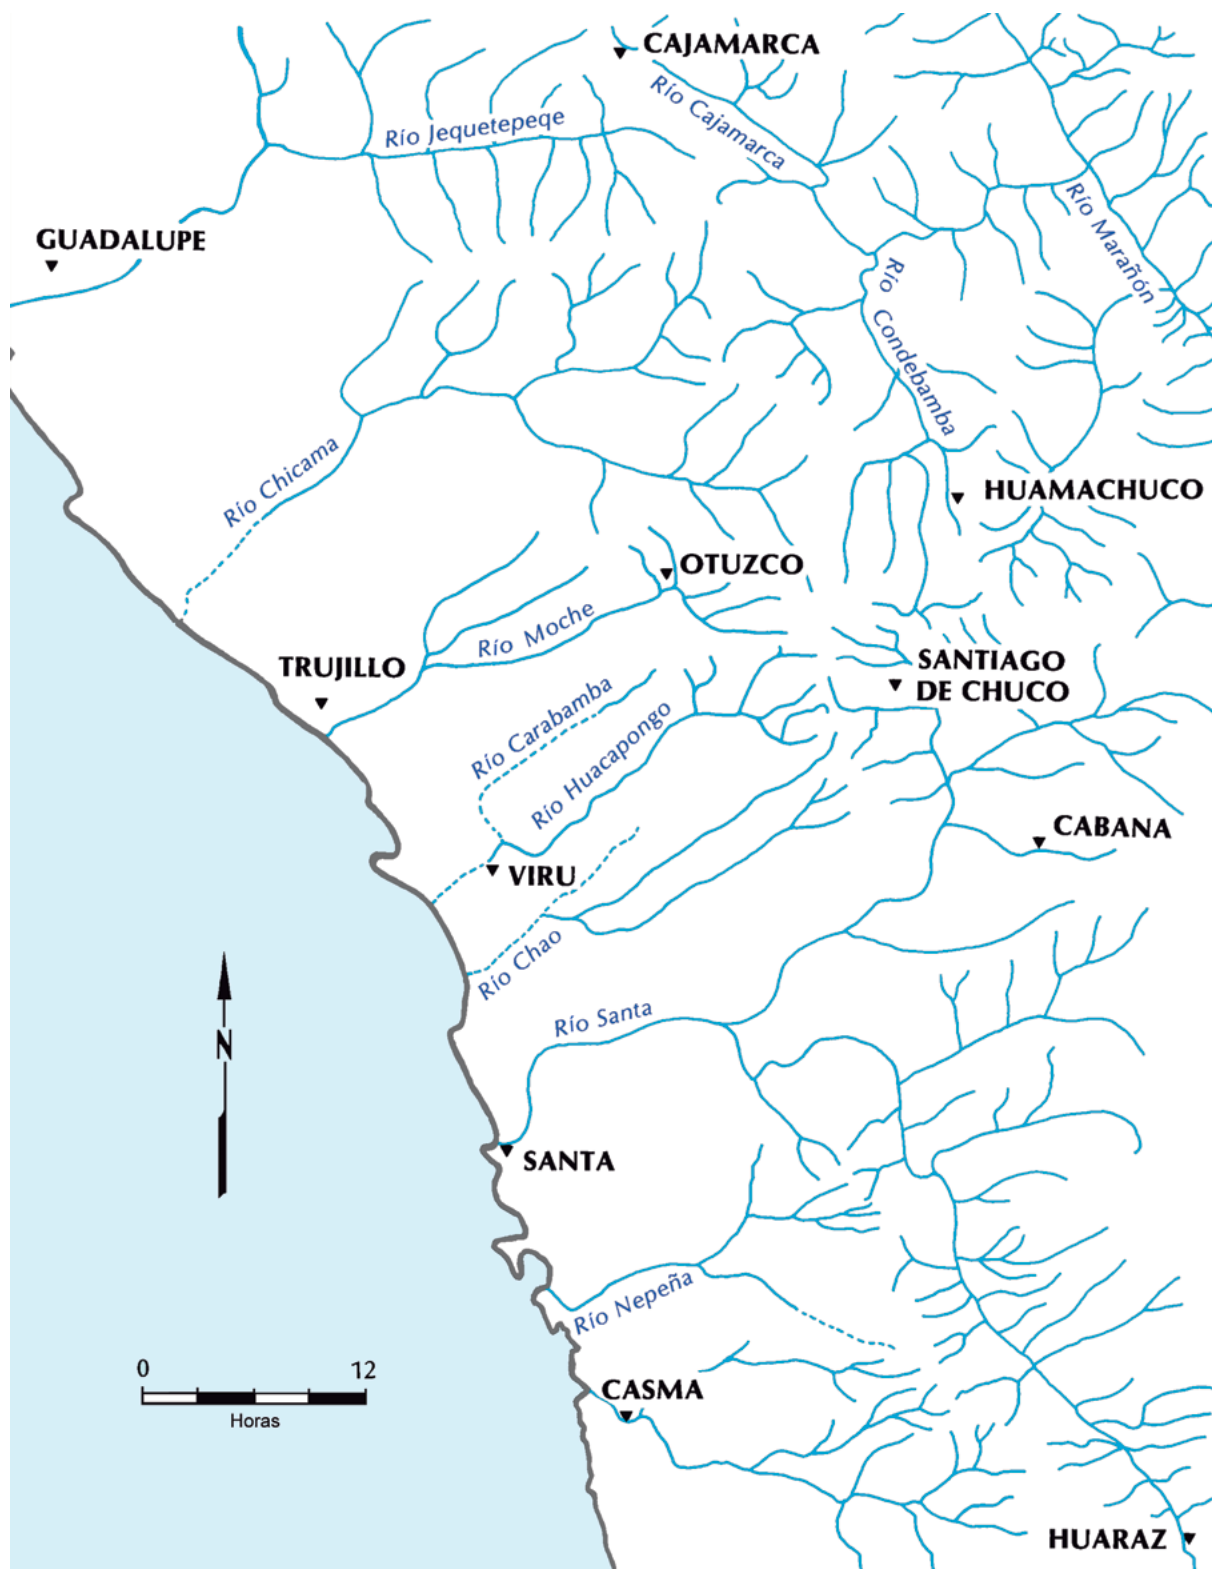 CAJAMARCA
Río Cajamarca
Río Jequetepeqe
GUADALUPE
Río Marañón
Río
Condebamba
Río Chicama
HUAMACHUCO
OTUZCO
Río Moche
TRUJILLO
SANTIAGO
DE CHUCO
Río Carabamba
Río Huacapongo
CABANA
VIRU
Río Chao
Río Santa
N
SANTA
Río Nepeña
0 12
Horas
CASMA
HUARAZ